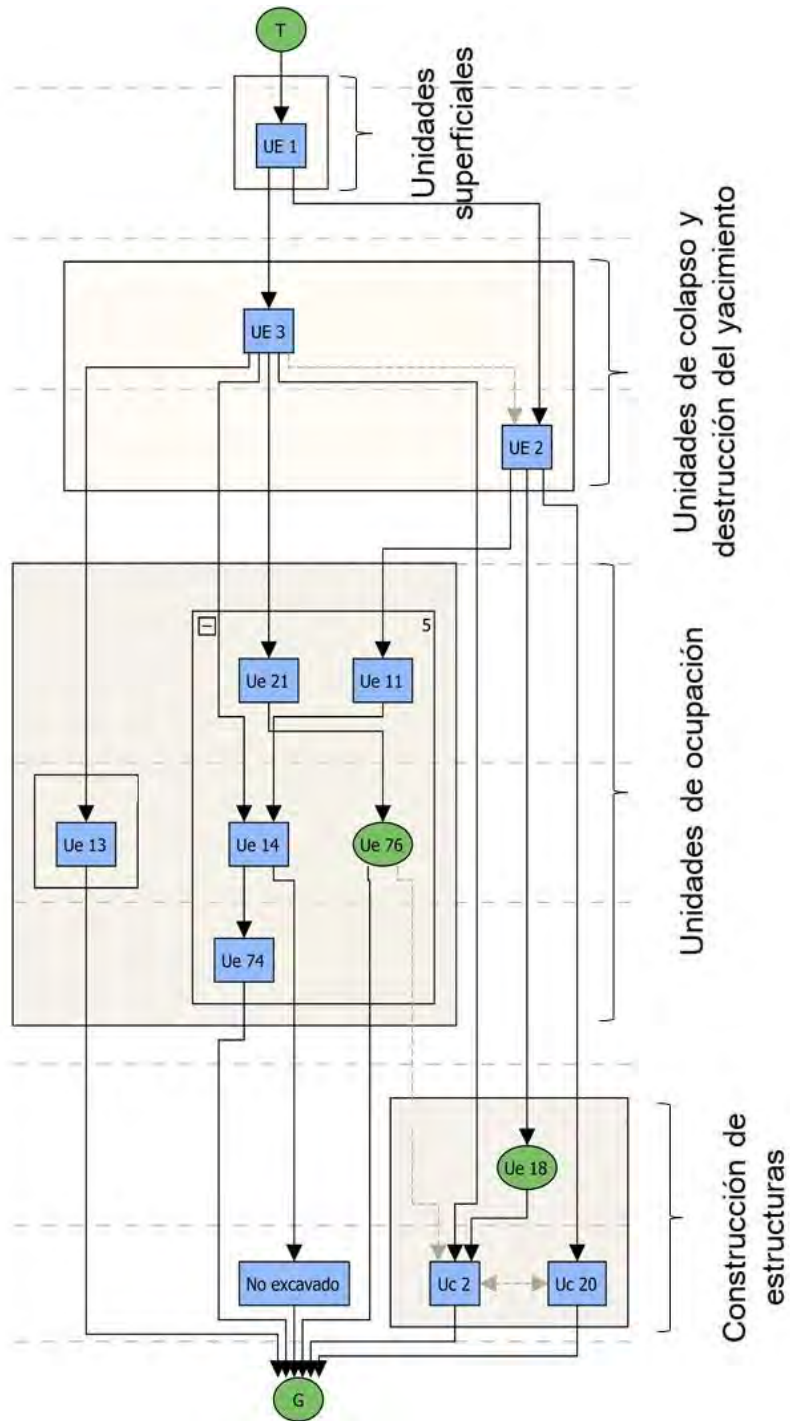 T
UE 1
Unidades
superficiales
UE 3
UE 2
Unidades de colapso y
destrucción del yacimiento
5
Ue 21
Ue 11
Ue 13
Ue 14
Ue 76
Ue 74
Unidades de ocupación
Ue 18
No excavado
Uc 2
Uc 20
Construcción de
estructuras
G